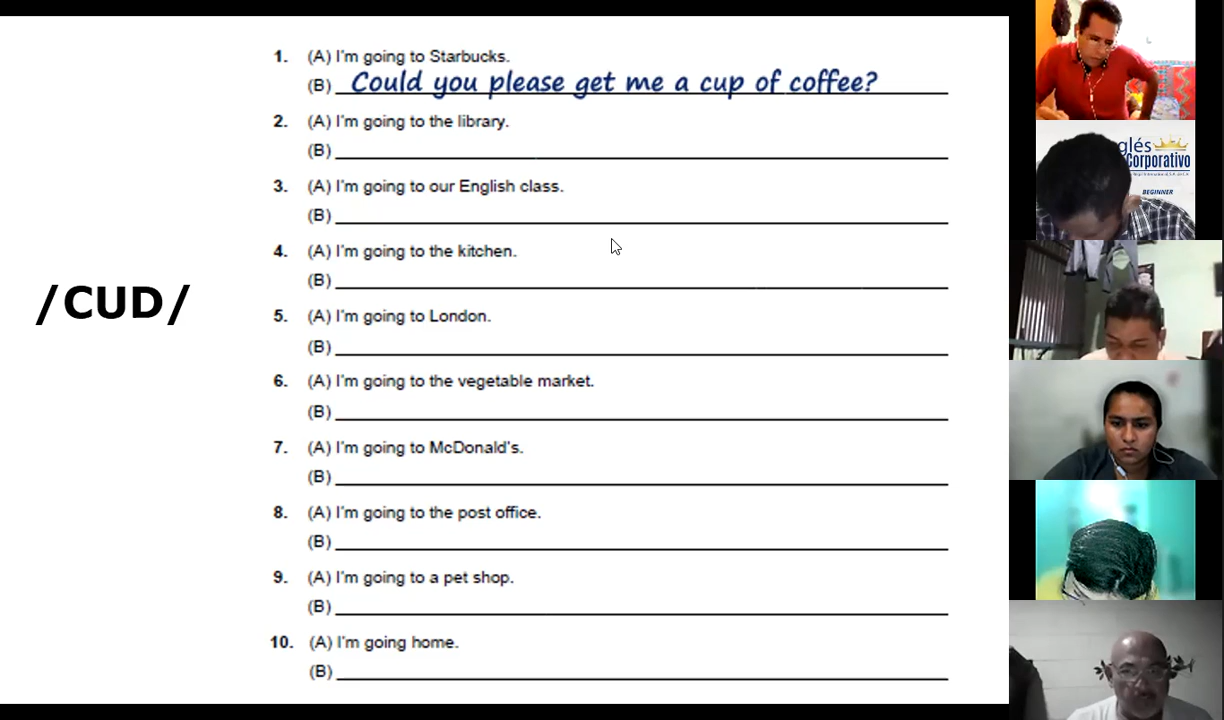 /CUD/
1. (A) I'm going to Starbucks.
(B) Could you please get me a cup of coffee?
2. (A) I'm going to the library.
(B)
3. (A) I'm going to our English class.
(B)
4. (A) I'm going to the kitchen.
(B)
5. (A) I'm going to London.
(B)
6. (A) I'm going to the vegetable market.
(B)
7. (A) I'm going to McDonald's.
(B)
8. (A) I'm going to the post office.
(B)
9. (A) I'm going to a pet shop.
(B)
10. (A) I'm going home.
(B)
glés
Corporativo
BEGINNER